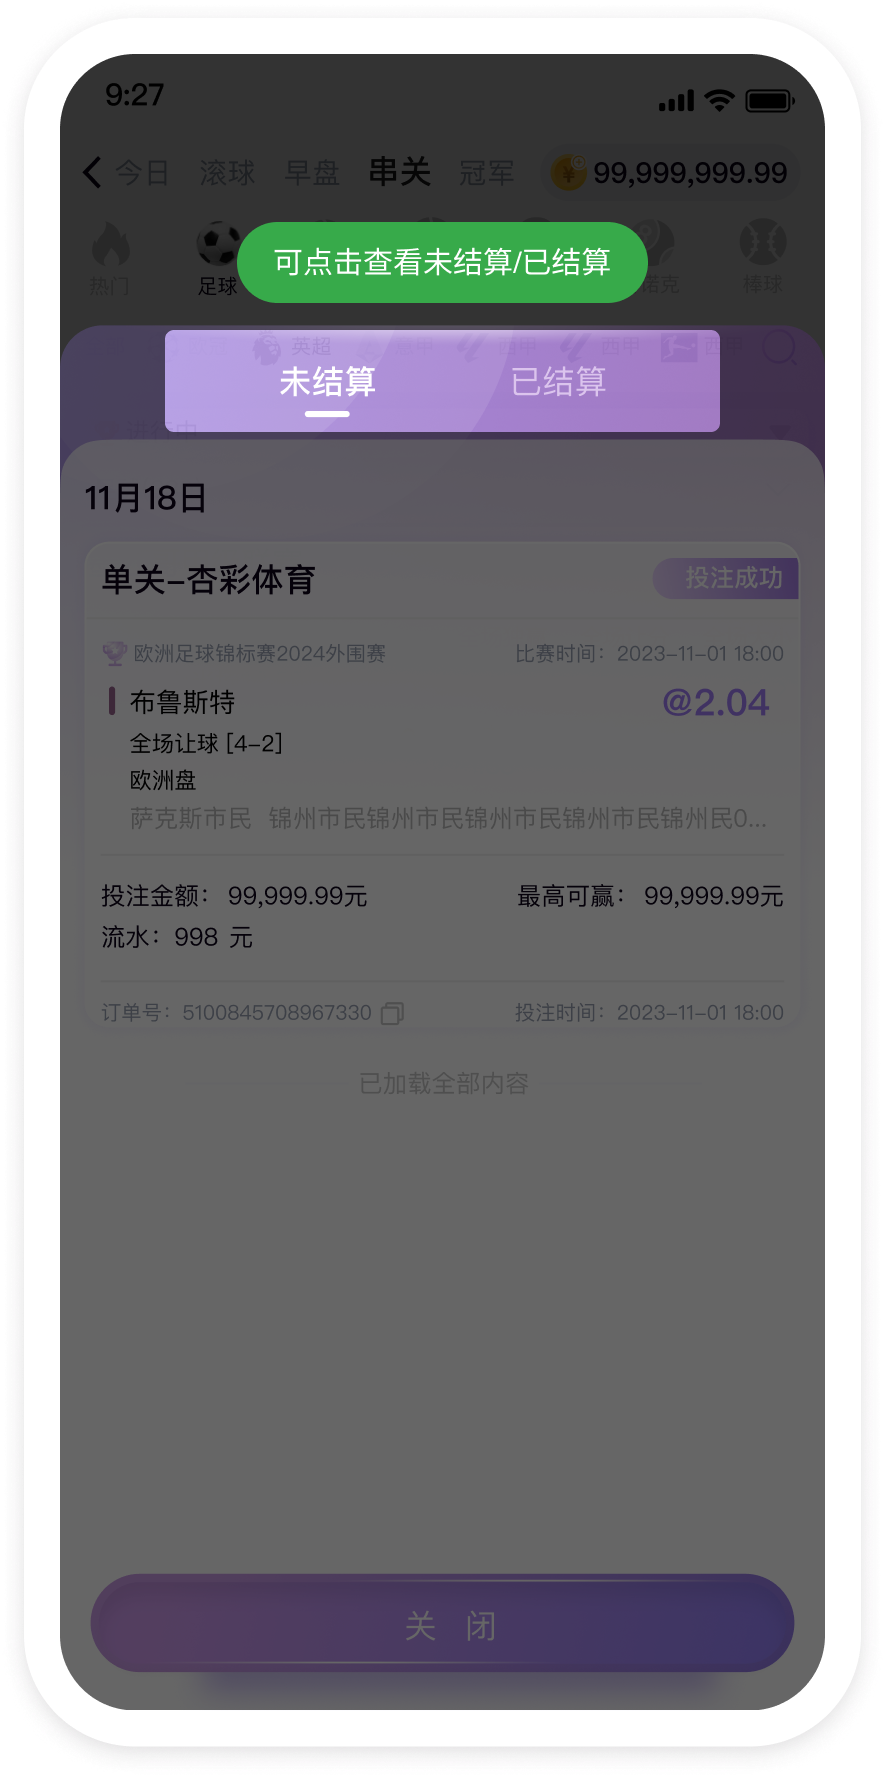 9:27
今日 滚球 早盘 串关 冠军 ¥ 99,999,999.99
热门 足球 诺克 棒球
可点击查看未结算/已结算
英超 西甲 西甲
未结算 已结算
进行中
11月18日
单关-杏彩体育 投注成功
欧洲足球锦标赛2024外围赛 比赛时间：2023-11-01 18:00
布鲁斯特 @2.04
全场让球 [4-2]
欧洲盘
萨克斯市民 锦州市民锦州市民锦州市民锦州市民锦州民0...
投注金额： 99,999.99元 最高可赢： 99,999.99元
流水：998 元
订单号：5100845708967330 投注时间：2023-11-01 18:00
已加载全部内容
关 闭